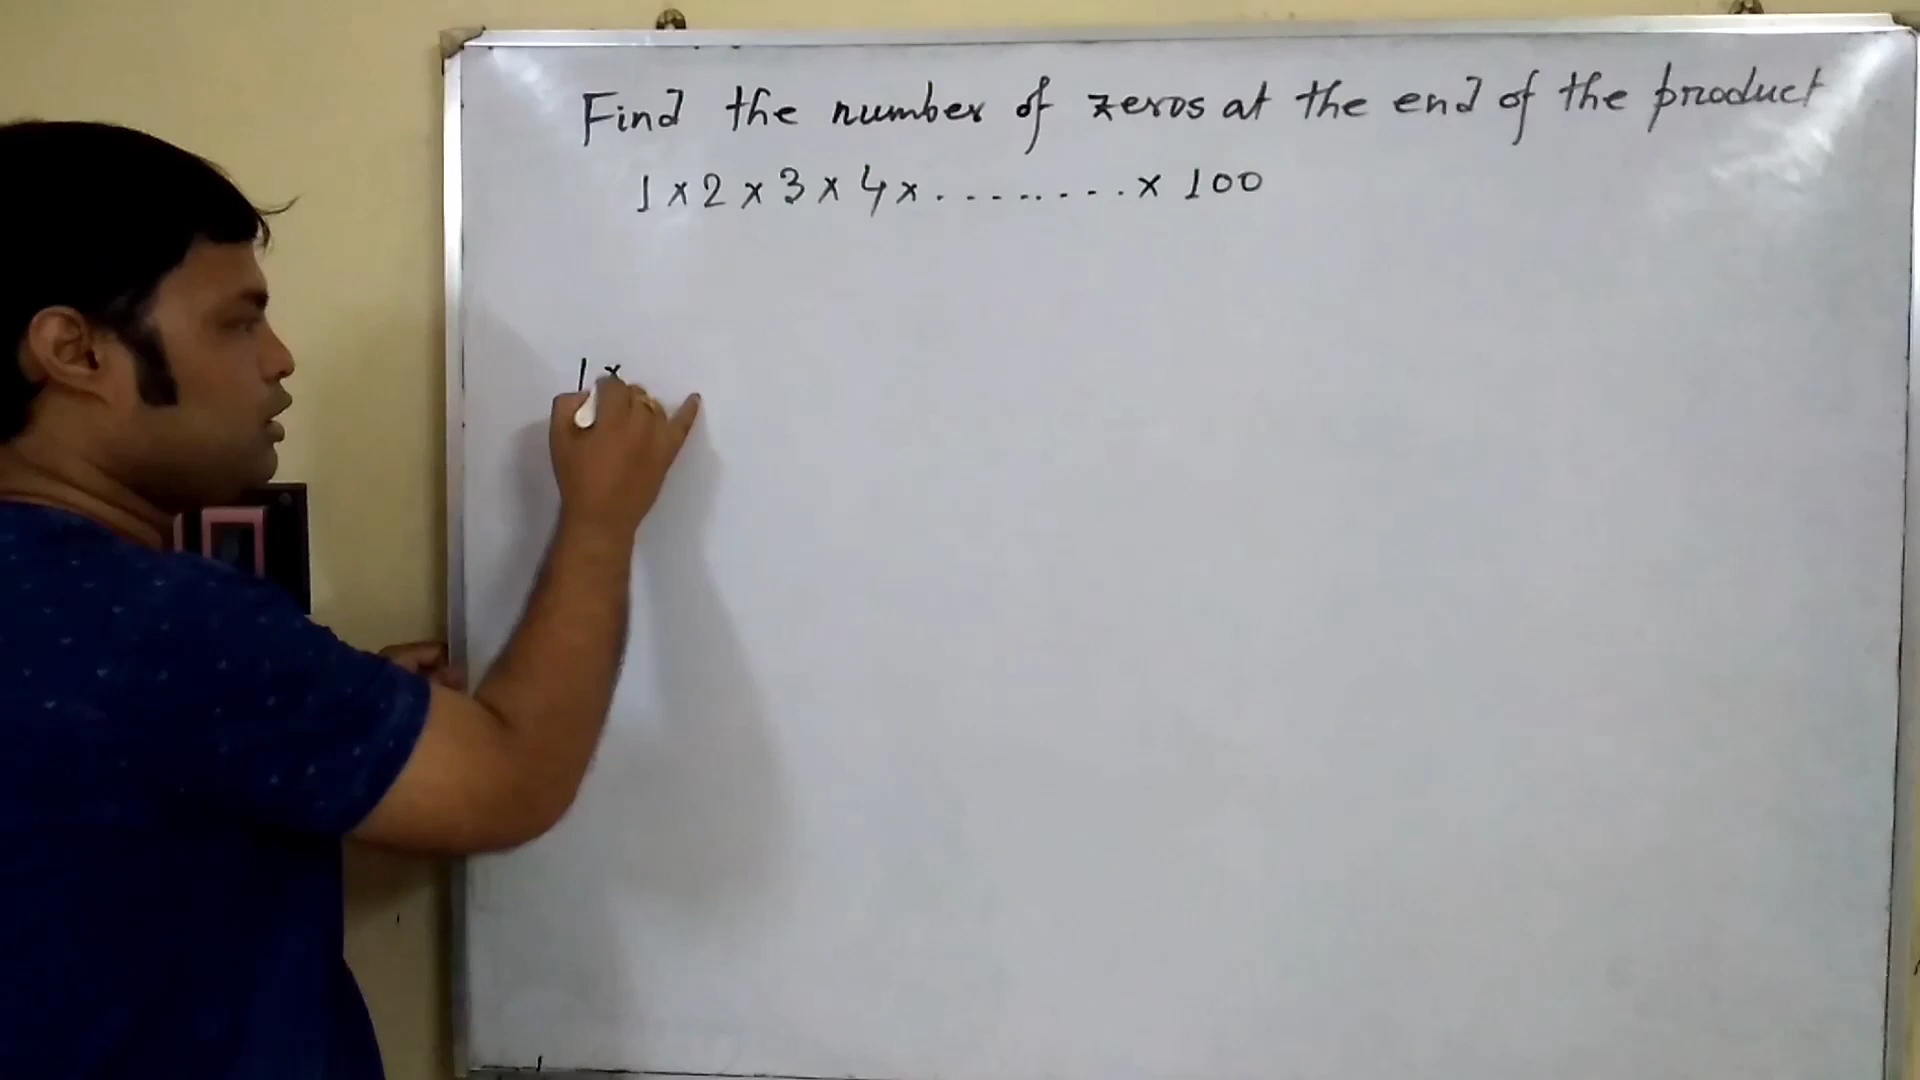 Find the number of zeros at the end of the product
1 x 2 x 3 x 4 x ........ x 100
1 x